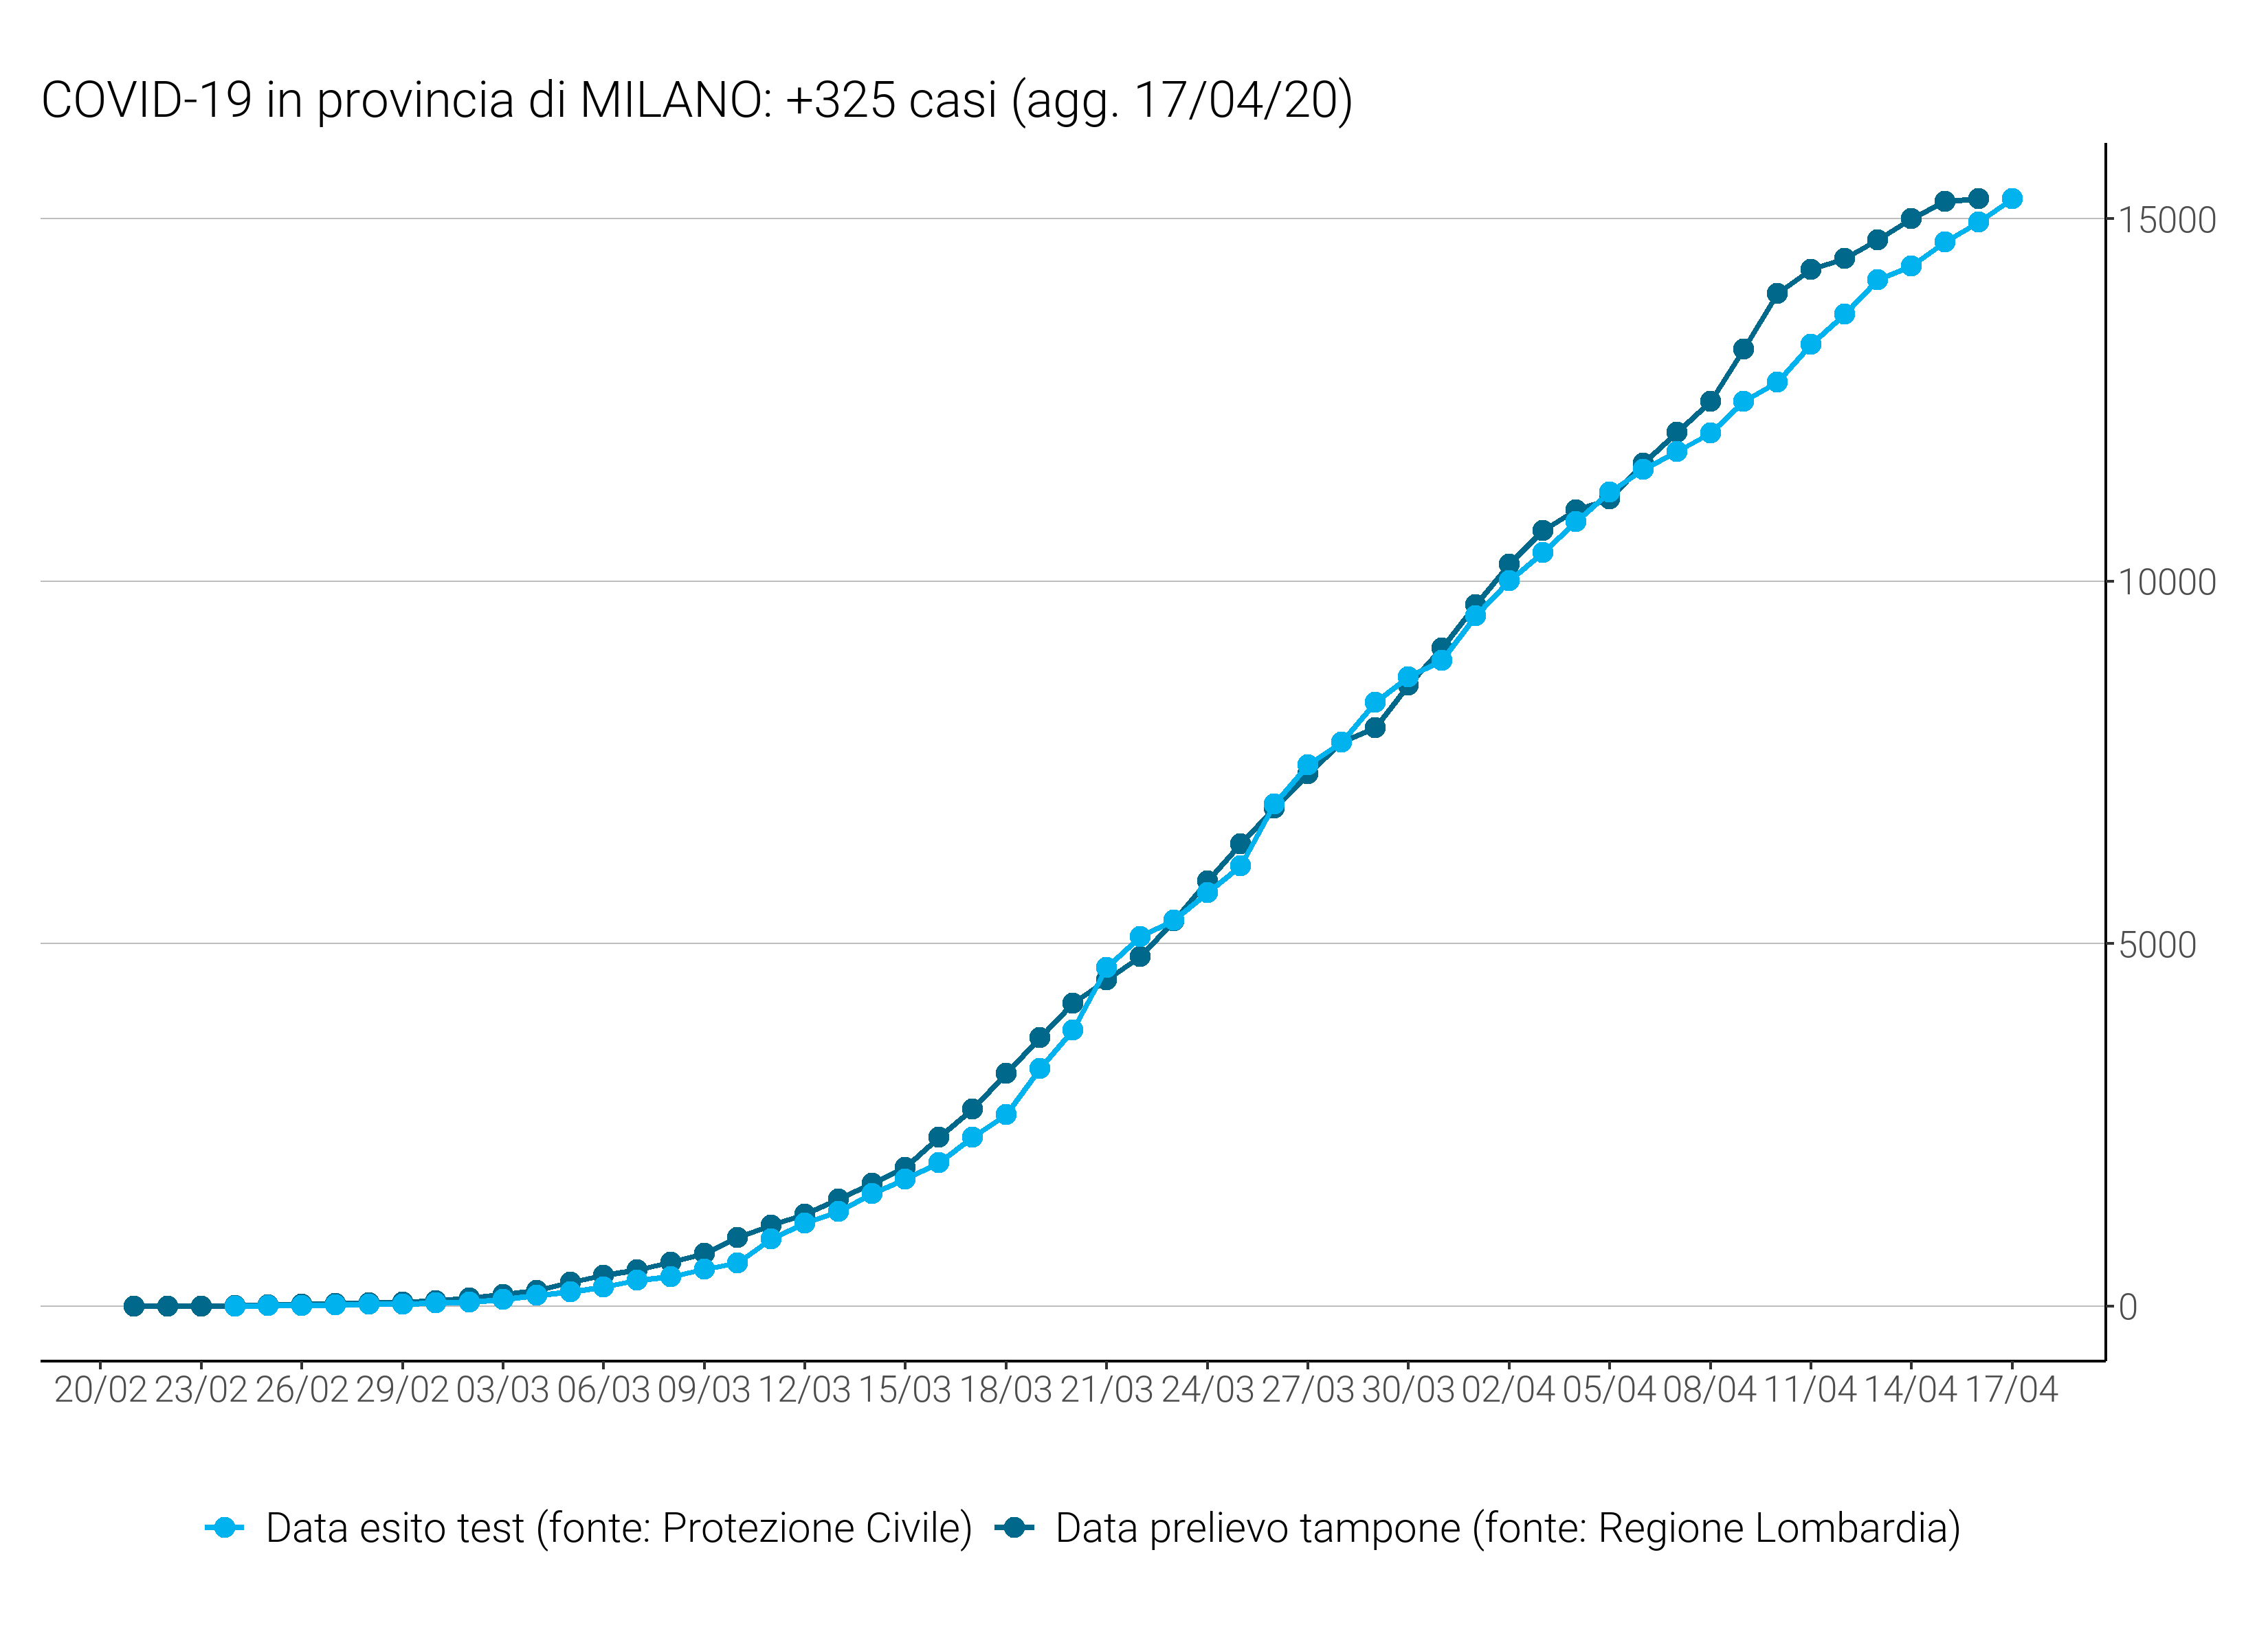 COVID-19 in provincia di MILANO: +325 casi (agg. 17/04/20)
15000
10000
5000
0
20/02 23/02 26/02 29/02 03/03 06/03 09/03 12/03 15/03 18/03 21/03 24/03 27/03 30/03 02/04 05/04 08/04 11/04 14/04 17/04
Data esito test (fonte: Protezione Civile) Data prelievo tampone (fonte: Regione Lombardia)